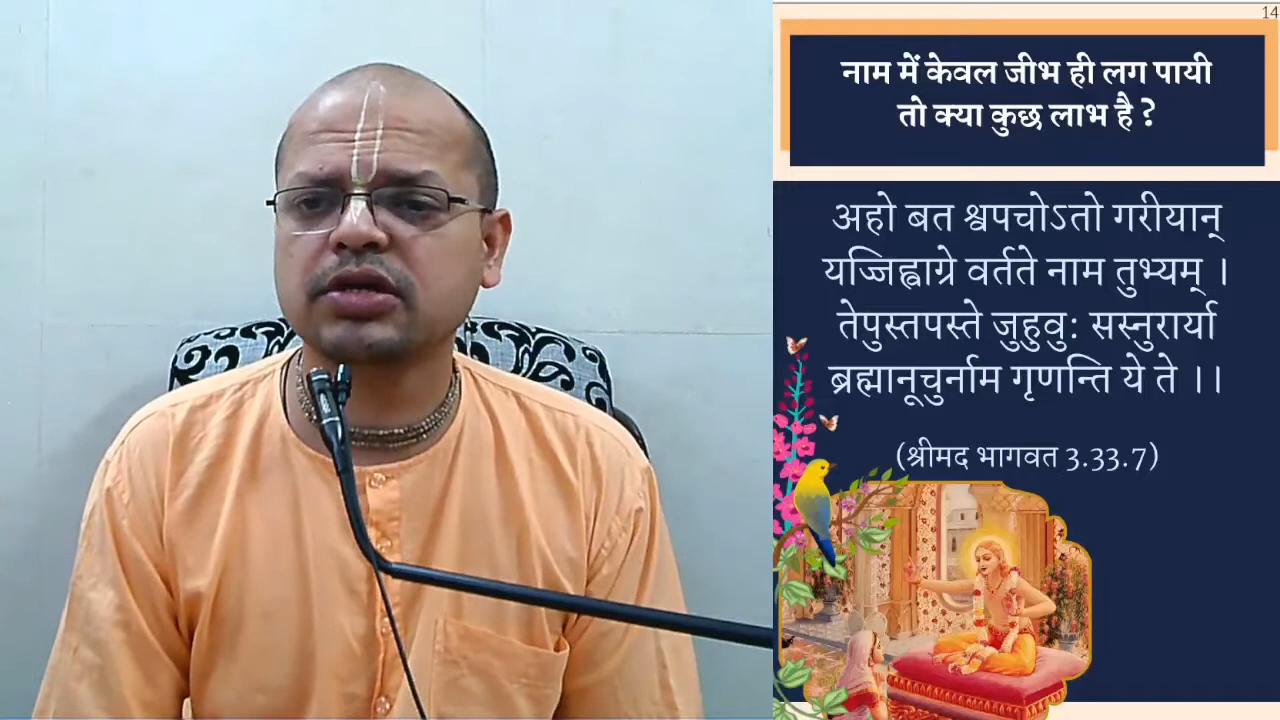 14
नाम में केवल जीभ ही लग पायी
तो क्या कुछ लाभ है ?
अहो बत श्वपचोऽतो गरीयान्
यज्जिह्वाग्रे वर्तते नाम तुभ्यम् ।
तेपुस्तपस्ते जुहुवुः सस्नुरार्या
ब्रह्मानूचुर्नाम गृणन्ति ये ते ।।
(श्रीमद भागवत 3.33.7)